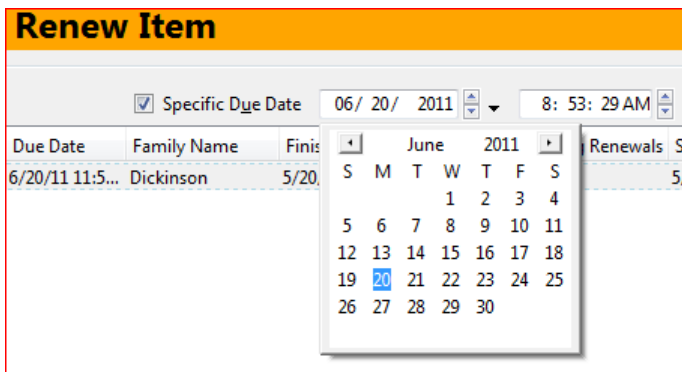 Renew Item
Specific Due Date 06/ 20/ 2011 8: 53: 29 AM
Due Date Family Name Finis Renewals S
6/20/11 11:5... Dickinson 5/20, 5
June 2011
S M T W T F S
1 2 3 4
5 6 7 8 9 10 11
12 13 14 15 16 17 18
19 20 21 22 23 24 25
26 27 28 29 30